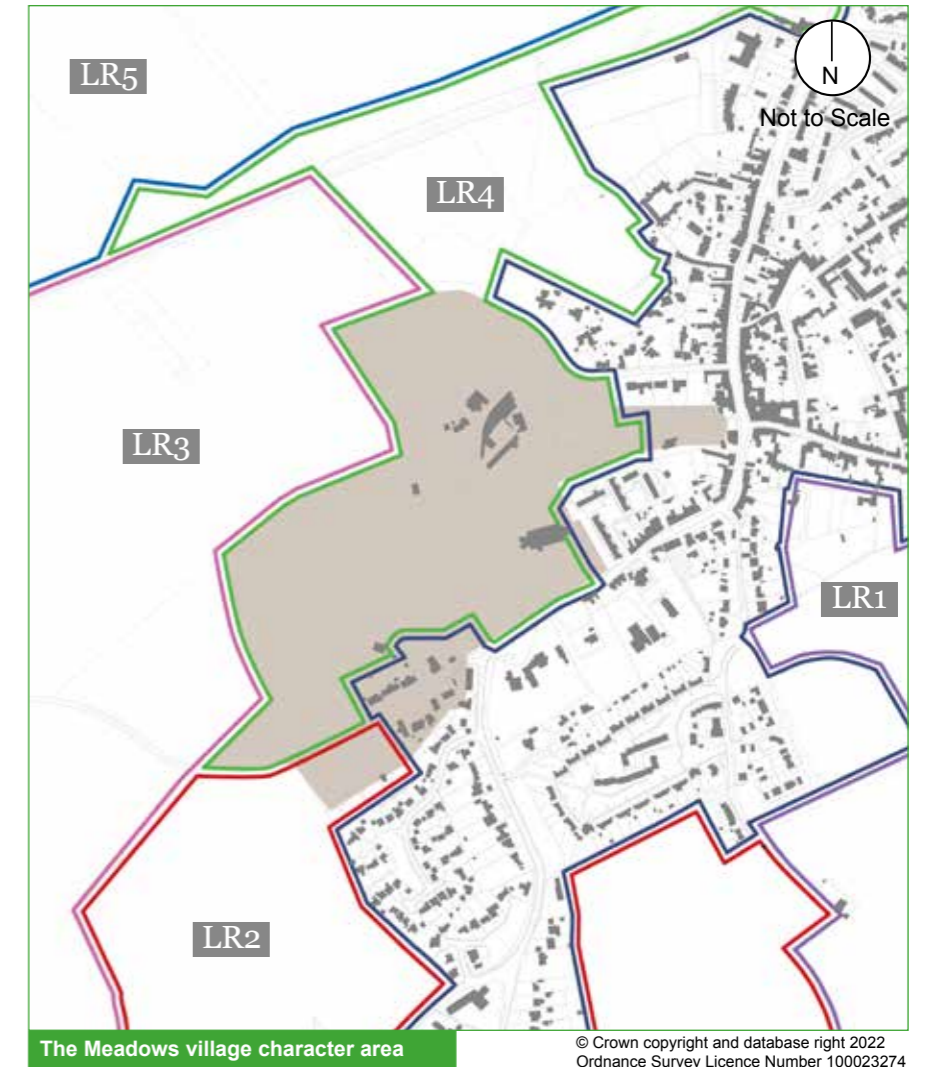 LR5
N
Not to Scale
LR4
LR3
LR1
LR2
The Meadows village character area
© Crown copyright and database right 2022
Ordnance Survey Licence Number 100023274